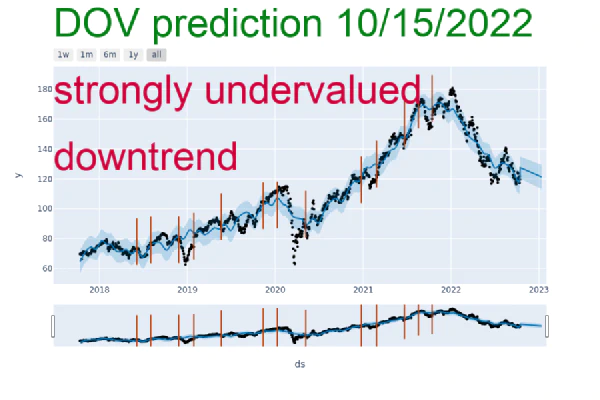 DOV prediction 10/15/2022
1w 1m 6m 1y all
strongly undervalued
downtrend
180
160
140
120
100
80
60
y
2018 2019 2020 2021 2022 2023
ds